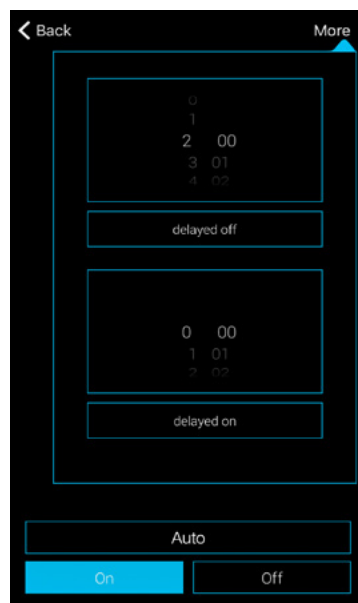 Back More
0
1
2 00
3 01
4 02
delayed off
0 00
1 01
2 02
delayed on
Auto
On Off